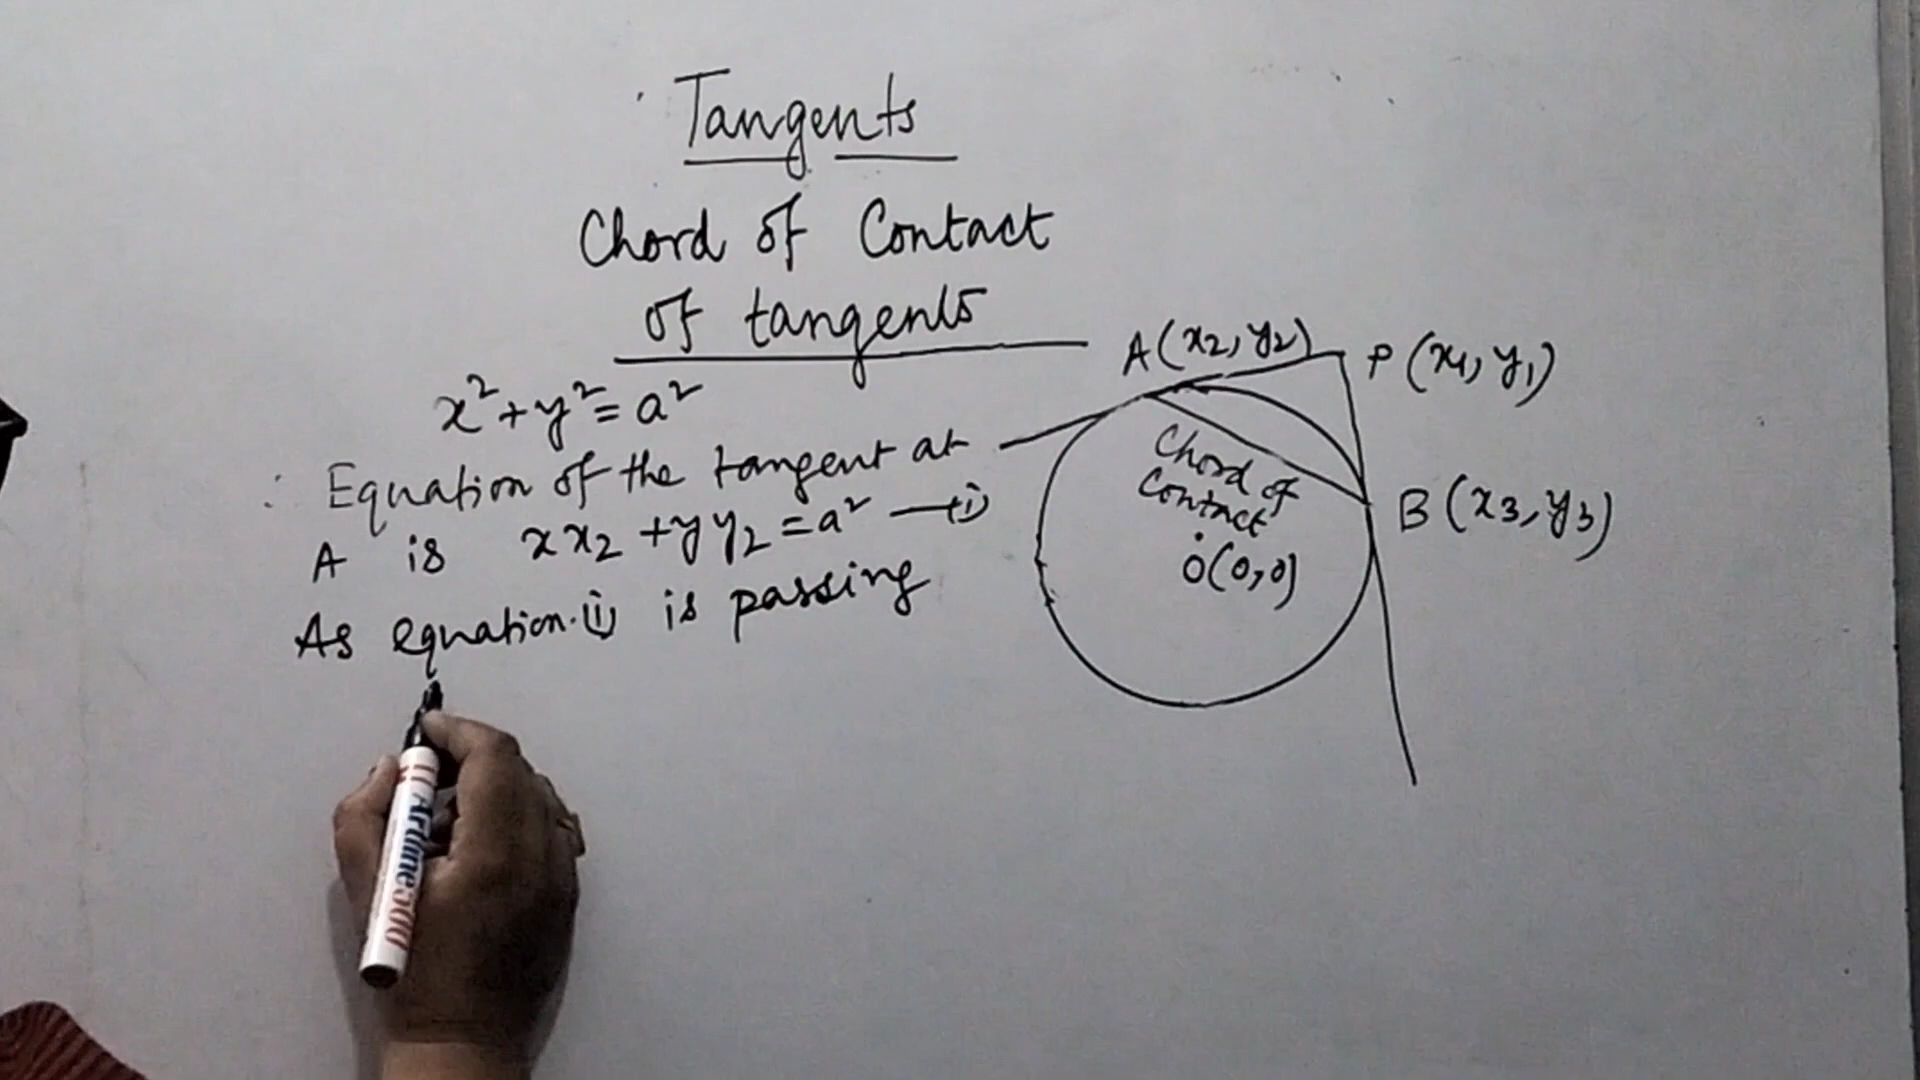 Tangents
Chord of Contact
of tangents
x²+y²=a²
∴ Equation of the tangent at
A is xx₂+yy₂=a² —(i)
As equation.(i) is passing
A(x₂,y₂)
P(x₁,y₁)
Chord of
Contact
B(x₃,y₃)
O(0,0)
Artline 500